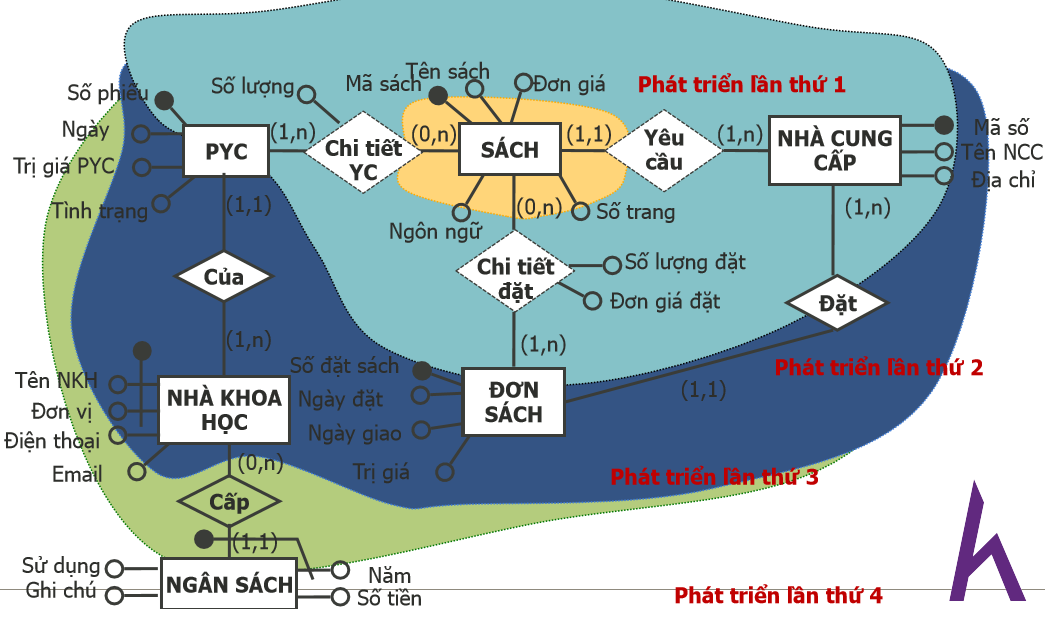 Tên sách
Số lượng
Mã sách
Đơn giá
Phát triển lần thứ 1
Số phiếu
Ngày
(1,n)
(0,n)
(1,1)
(1,n)
Mã số
PYC
Chi tiết
YC
SÁCH
Yêu
cầu
NHÀ CUNG
CẤP
Tên NCC
Trị giá PYC
Địa chỉ
Tình trạng
(1,1)
(0,n)
Số trang
(1,n)
Ngôn ngữ
Của
Chi tiết
đặt
Số lượng đặt
Đơn giá đặt
Đặt
(1,n)
(1,n)
Số đặt sách
Phát triển lần thứ 2
Tên NKH
NHÀ KHOA
HỌC
Ngày đặt
ĐƠN
SÁCH
(1,1)
Đơn vị
Ngày giao
Điện thoại
Email
(0,n)
Trị giá
Phát triển lần thứ 3
Cấp
(1,1)
Sử dụng
Ghi chú
NGÂN SÁCH
Năm
Số tiền
Phát triển lần thứ 4